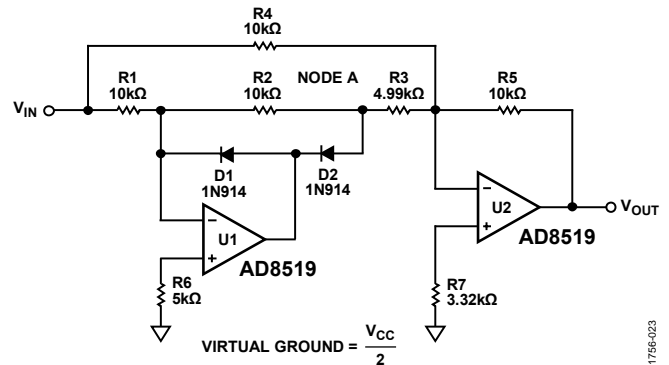 R4
10kΩ
R1
10kΩ
R2
10kΩ
NODE A
R3
4.99kΩ
R5
10kΩ
VIN
D1
1N914
D2
1N914
−
+
U1
AD8519
−
+
U2
AD8519
VOUT
R6
5kΩ
R7
3.32kΩ
VIRTUAL GROUND = VCC
2
1756-023